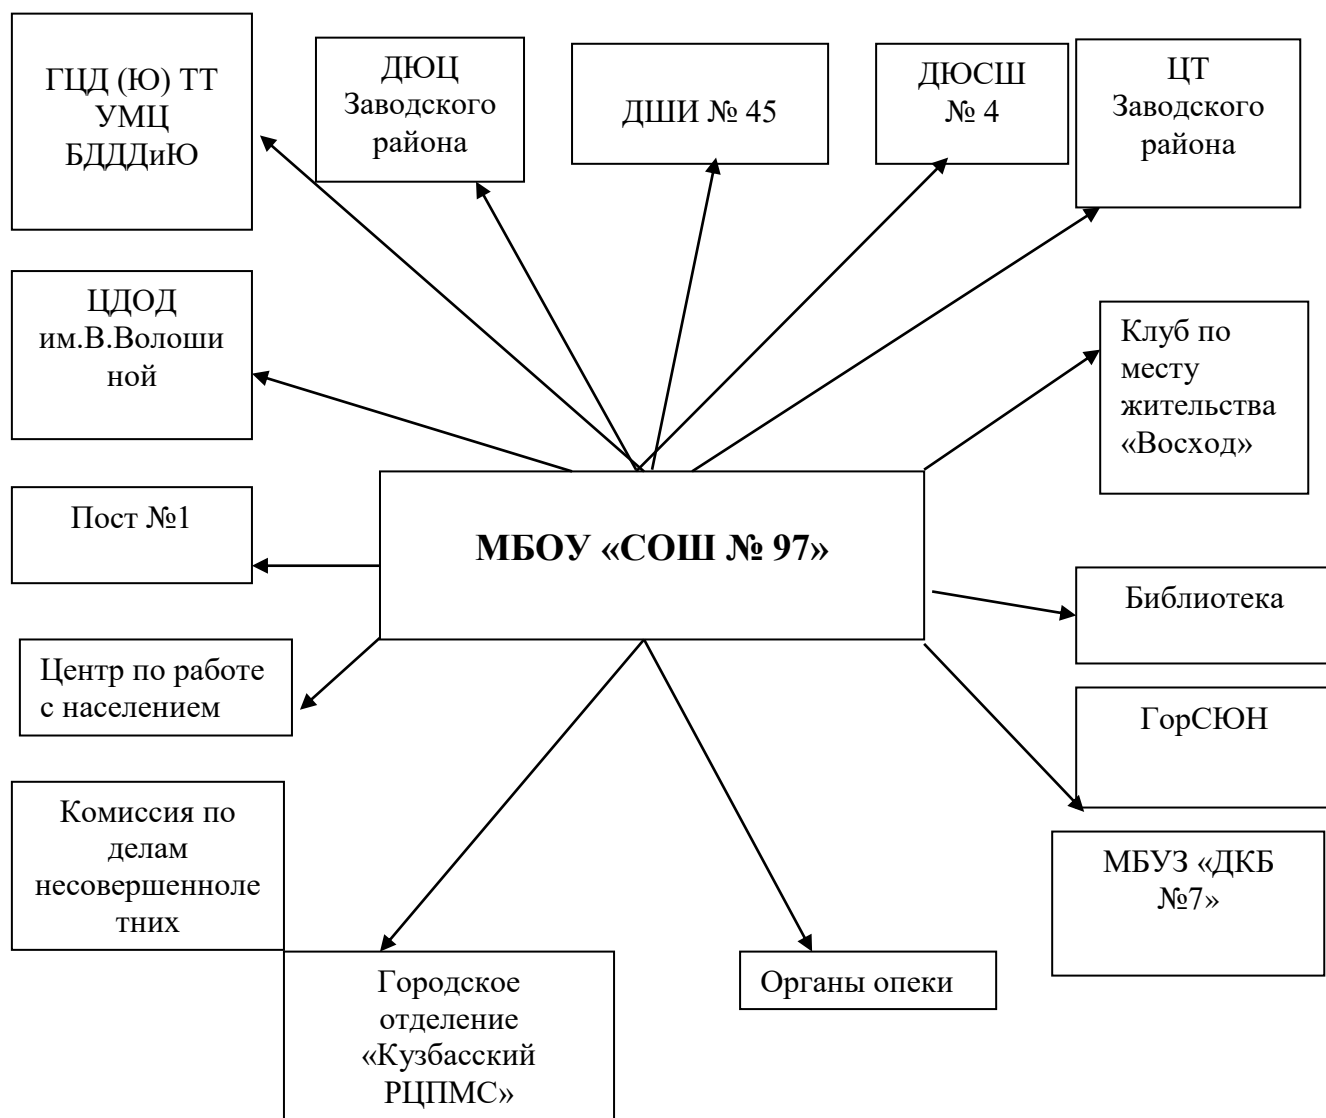 ГЦД (Ю) ТТ
УМЦ
БДДДиЮ
ДЮЦ
Заводского
района
ДШИ № 45
ДЮСШ
№ 4
ЦТ
Заводского
района
ЦДОД
им.В.Волоши
ной
Клуб по
месту
жительства
«Восход»
Пост №1
МБОУ «СОШ № 97»
Библиотека
Центр по работе
с населением
ГорСЮН
Комиссия по
делам
несовершенноле
тних
МБУЗ «ДКБ
№7»
Городское
отделение
«Кузбасский
РЦПМС»
Органы опеки